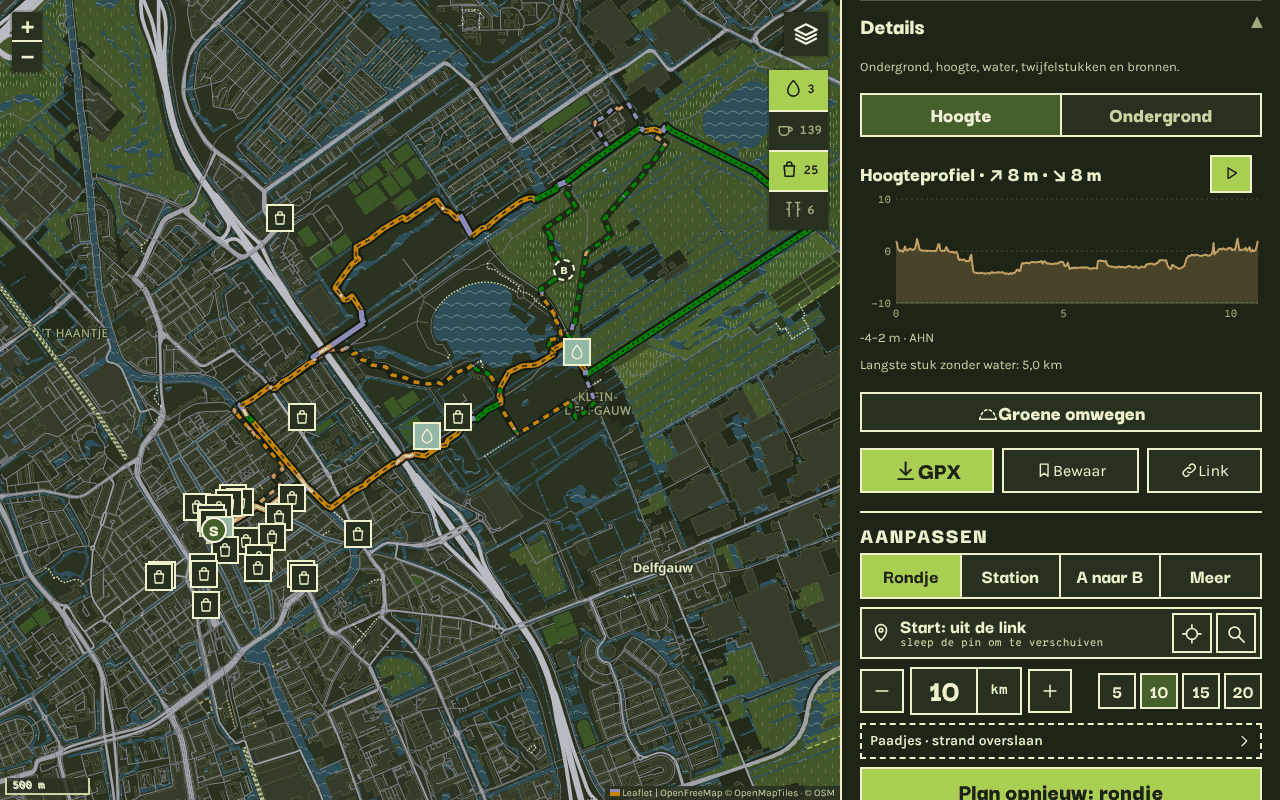 +
−
3
139
25
6
B
'T HAANTJE
KLEIN-
DELFGAUW
S
Delfgauw
500 m
Leaflet | OpenFreeMap © OpenMapTiles · © OSM
Details
Ondergrond, hoogte, water, twijfelstukken en bronnen.
Hoogte
Ondergrond
Hoogteprofiel · ↗ 8 m · ↘ 8 m
10
0
−10
0 5 10
-4-2 m · AHN
Langste stuk zonder water: 5,0 km
Groene omwegen
GPX
Bewaar
Link
AANPASSEN
Rondje
Station
A naar B
Meer
Start: uit de link
sleep de pin om te verschuiven
− 10 km + 5 10 15 20
Paadjes · strand overslaan
Plan opnieuw: rondje